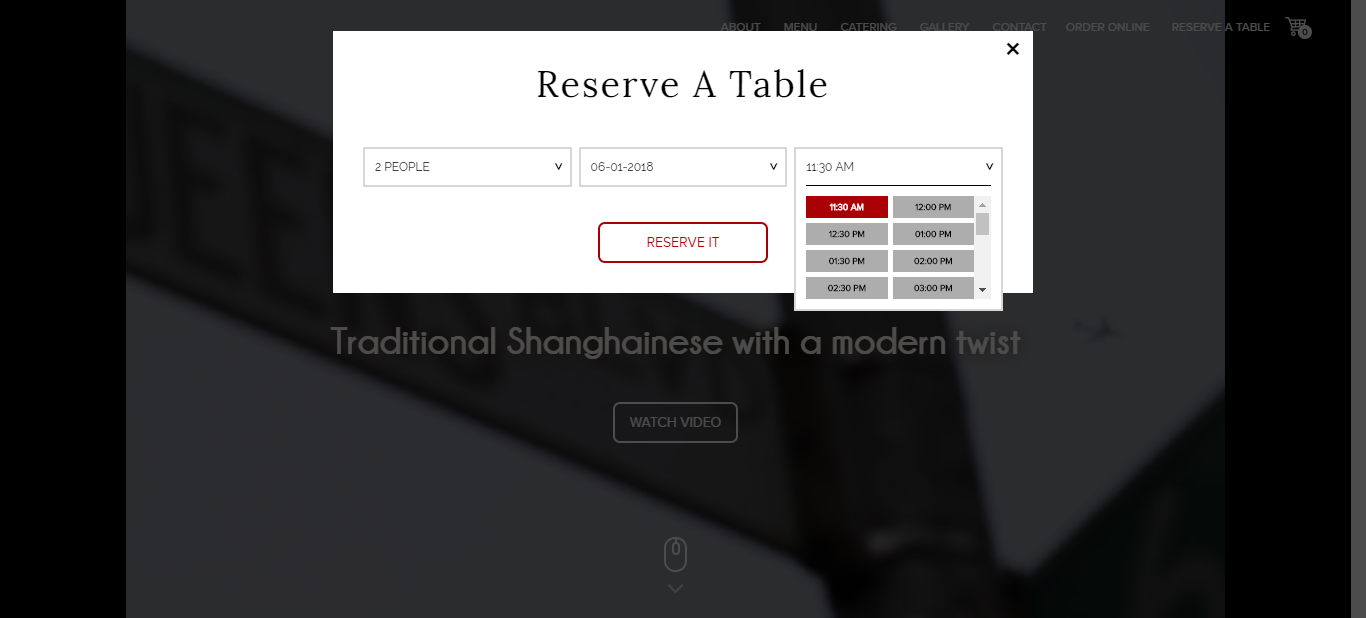 ABOUT MENU CATERING GALLERY CONTACT ORDER ONLINE RESERVE A TABLE 0
Reserve A Table
2 PEOPLE 06-01-2018 11:30 AM
11:30 AM 12:00 PM
12:30 PM 01:00 PM
01:30 PM 02:00 PM
02:30 PM 03:00 PM
RESERVE IT
Traditional Shanghainese with a modern twist
WATCH VIDEO